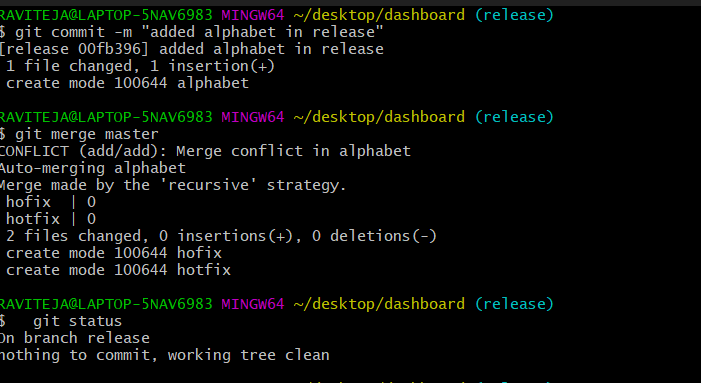 RAVITEJA@LAPTOP-5NAV6983 MINGW64 ~/desktop/dashboard (release)
$ git commit -m "added alphabet in release"
[release 00fb396] added alphabet in release
 1 file changed, 1 insertion(+)
 create mode 100644 alphabet
RAVITEJA@LAPTOP-5NAV6983 MINGW64 ~/desktop/dashboard (release)
$ git merge master
CONFLICT (add/add): Merge conflict in alphabet
Auto-merging alphabet
Merge made by the 'recursive' strategy.
 hofix  | 0
 hotfix | 0
 2 files changed, 0 insertions(+), 0 deletions(-)
 create mode 100644 hofix
 create mode 100644 hotfix
RAVITEJA@LAPTOP-5NAV6983 MINGW64 ~/desktop/dashboard (release)
$   git status
On branch release
nothing to commit, working tree clean